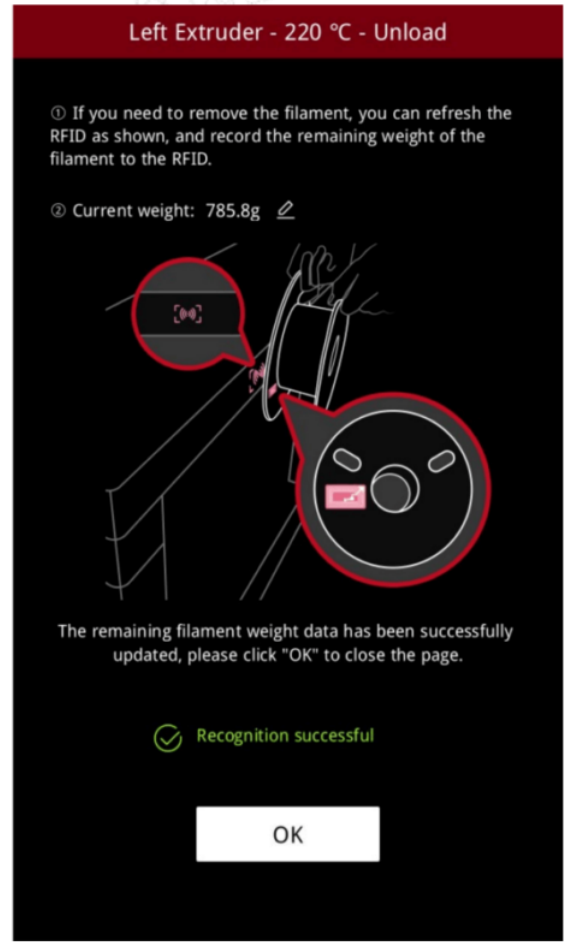 Left Extruder - 220 ℃ - Unload
① If you need to remove the filament, you can refresh the
RFID as shown, and record the remaining weight of the
filament to the RFID.
② Current weight: 785.8g
The remaining filament weight data has been successfully
updated, please click "OK" to close the page.
Recognition successful
OK